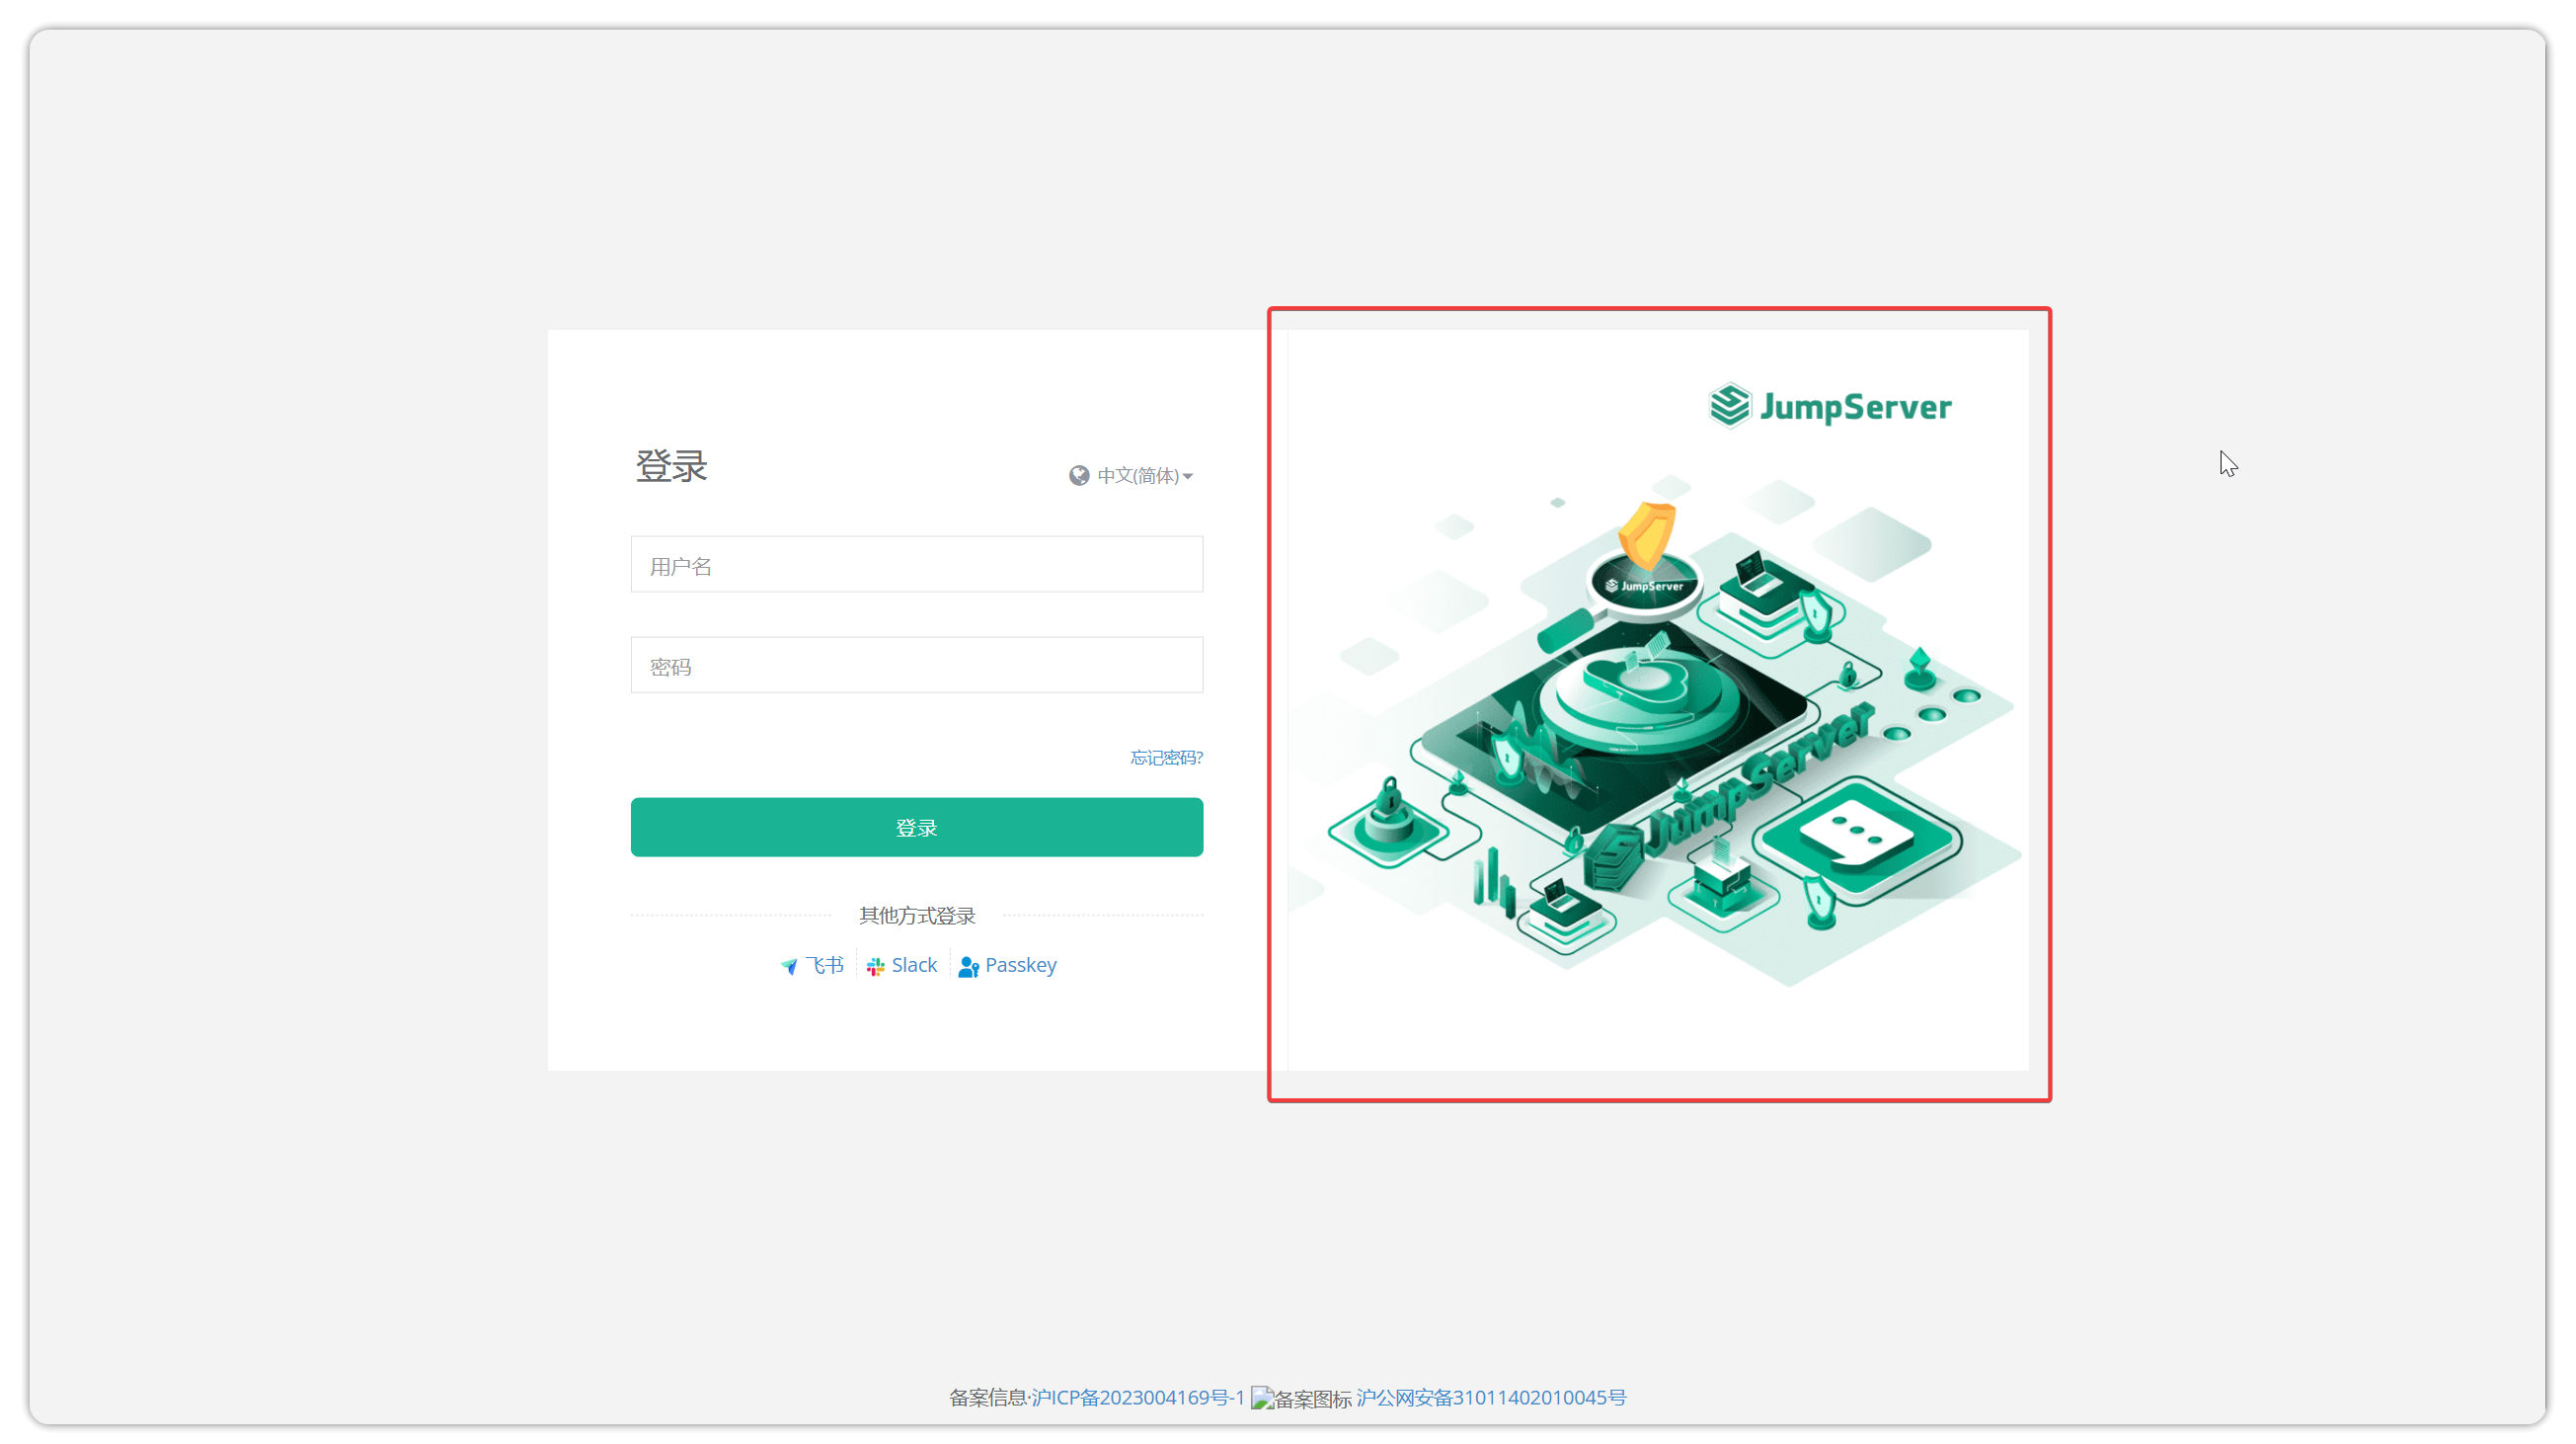 登录
中文(简体)
用户名
密码
忘记密码?
登录
其他方式登录
飞书
Slack
Passkey
JumpServer
JumpServer
JumpServer
备案信息·沪ICP备2023004169号-1 备案图标 沪公网安备31011402010045号